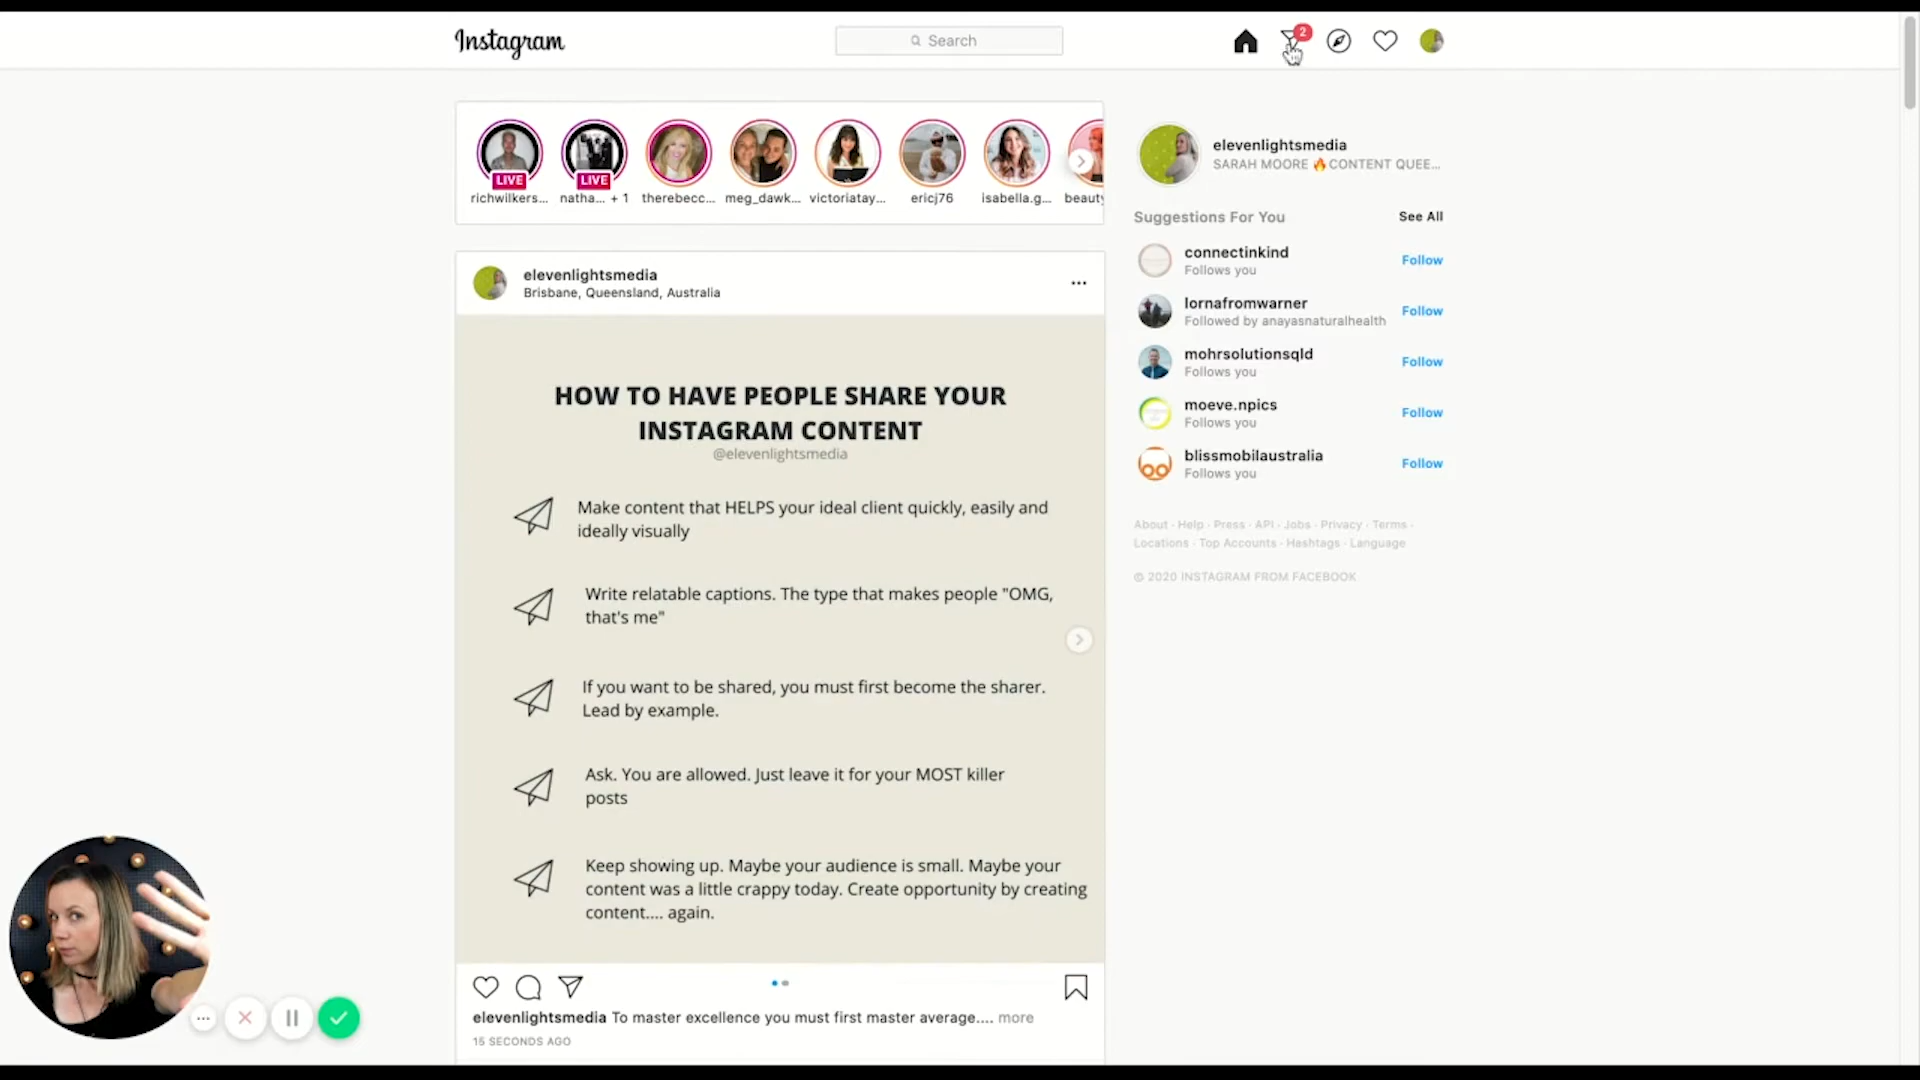 Instagram
Search
2
LIVE
LIVE
richwilkers... natha... + 1 therebecc... meg_dawk... victoriatay... ericj76 isabella.g... beauty
elevenlightsmedia
SARAH MOORE 🔥CONTENT QUEE...
Suggestions For You See All
connectinkind
Follows you
Follow
lornafromwarner
Followed by anayasnaturalhealth
Follow
mohrsolutionsqld
Follows you
Follow
moeve.npics
Follows you
Follow
blissmobilaustralia
Follows you
Follow
About · Help · Press · API · Jobs · Privacy · Terms ·
Locations · Top Accounts · Hashtags · Language
© 2020 INSTAGRAM FROM FACEBOOK
elevenlightsmedia
Brisbane, Queensland, Australia
HOW TO HAVE PEOPLE SHARE YOUR
INSTAGRAM CONTENT
@elevenlightsmedia
Make content that HELPS your ideal client quickly, easily and
ideally visually
Write relatable captions. The type that makes people "OMG,
that's me"
If you want to be shared, you must first become the sharer.
Lead by example.
Ask. You are allowed. Just leave it for your MOST killer
posts
Keep showing up. Maybe your audience is small. Maybe your
content was a little crappy today. Create opportunity by creating
content.... again.
elevenlightsmedia To master excellence you must first master average.... more
15 SECONDS AGO